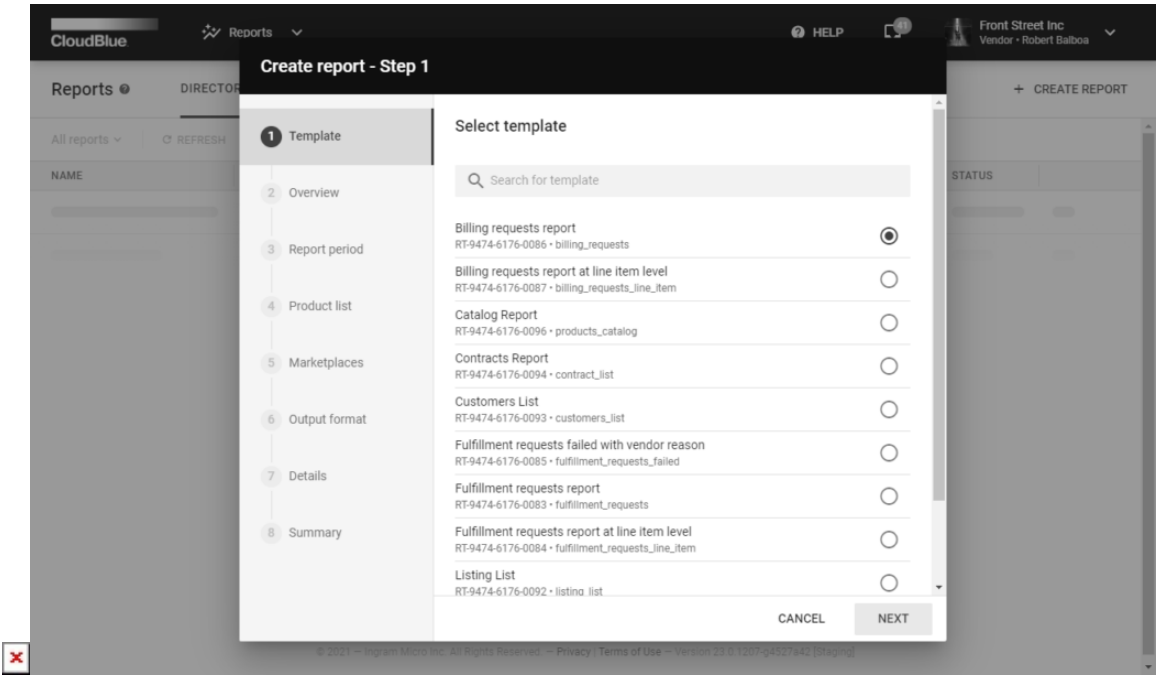 CloudBlue
Reports
HELP
41
Front Street Inc
Vendor • Robert Balboa
Create report - Step 1
Reports
DIRECTOR
+ CREATE REPORT
All reports
REFRESH
NAME
STATUS
1 Template
2 Overview
3 Report period
4 Product list
5 Marketplaces
6 Output format
7 Details
8 Summary
Select template
Search for template
Billing requests report
RT-9474-6176-0086 • billing_requests
Billing requests report at line item level
RT-9474-6176-0087 • billing_requests_line_item
Catalog Report
RT-9474-6176-0096 • products_catalog
Contracts Report
RT-9474-6176-0094 • contract_list
Customers List
RT-9474-6176-0093 • customers_list
Fulfillment requests failed with vendor reason
RT-9474-6176-0085 • fulfillment_requests_failed
Fulfillment requests report
RT-9474-6176-0083 • fulfillment_requests
Fulfillment requests report at line item level
RT-9474-6176-0084 • fulfillment_requests_line_item
Listing List
RT-9474-6176-0092 • listing_list
CANCEL
NEXT
© 2021 – Ingram Micro Inc. All Rights Reserved. – Privacy | Terms of Use – Version 23.0.1207-g4527a42 [Staging]